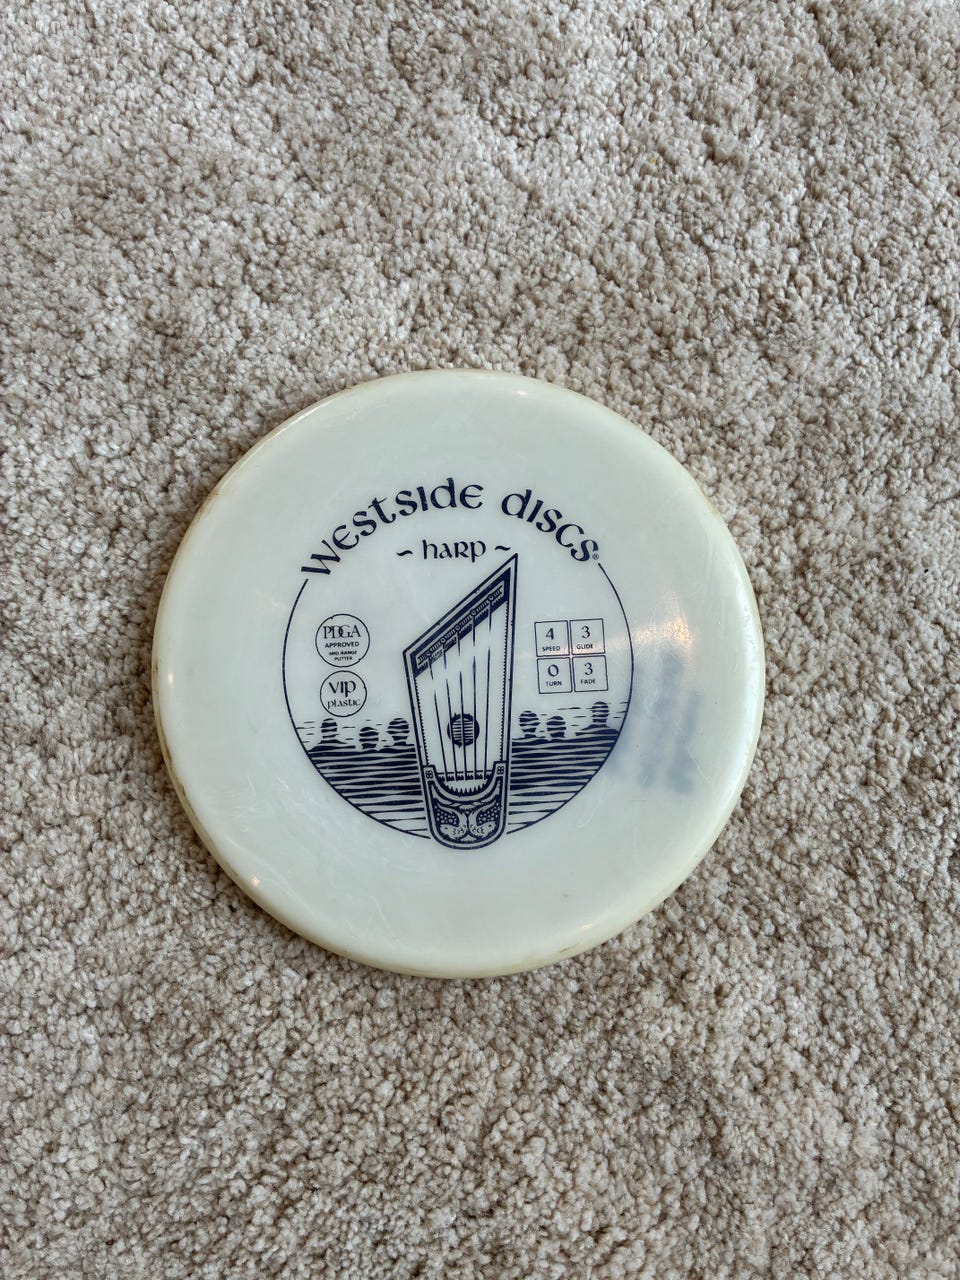 Westside discs®
~ harp ~
PDGA
APPROVED
MID-RANGE
PUTTER
VIP
plastic
4 3
SPEED GLIDE
0 3
TURN FADE